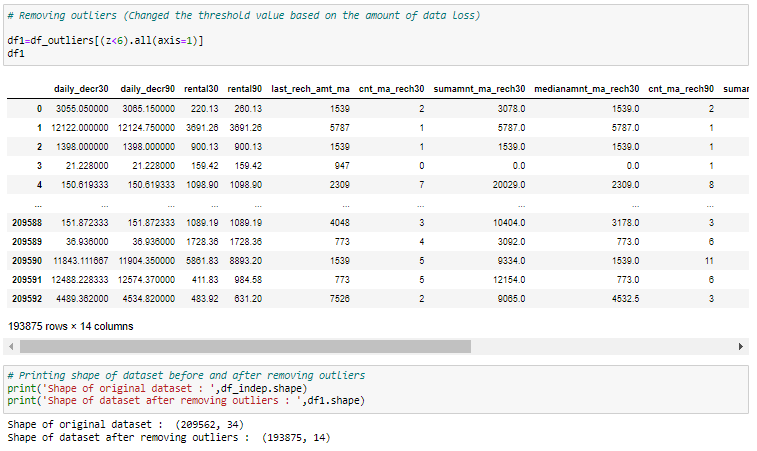 # Removing outliers (Changed the threshold value based on the amount of data loss)
df1=df_outliers[(z<6).all(axis=1)]
df1
daily_decr30 daily_decr90 rental30 rental90 last_rech_amt_ma cnt_ma_rech30 sumamnt_ma_rech30 medianamnt_ma_rech30 cnt_ma_rech90 sumar
0 3055.050000 3065.150000 220.13 260.13 1539 2 3078.0 1539.0 2
1 12122.000000 12124.750000 3691.26 3691.26 5787 1 5787.0 5787.0 1
2 1398.000000 1398.000000 900.13 900.13 1539 1 1539.0 1539.0 1
3 21.228000 21.228000 159.42 159.42 947 0 0.0 0.0 1
4 150.619333 150.619333 1098.90 1098.90 2309 7 20029.0 2309.0 8
... ... ... ... ... ... ... ... ... ...
209588 151.872333 151.872333 1089.19 1089.19 4048 3 10404.0 3178.0 3
209589 36.936000 36.936000 1728.36 1728.36 773 4 3092.0 773.0 6
209590 11843.111667 11904.350000 5861.83 8893.20 1539 5 9334.0 1539.0 11
209591 12488.228333 12574.370000 411.83 984.58 773 5 12154.0 773.0 6
209592 4489.362000 4534.820000 483.92 631.20 7526 2 9065.0 4532.5 3
193875 rows × 14 columns
# Printing shape of dataset before and after removing outliers
print('Shape of original dataset : ',df_indep.shape)
print('Shape of dataset after removing outliers : ',df1.shape)
Shape of original dataset :  (209562, 34)
Shape of dataset after removing outliers :  (193875, 14)